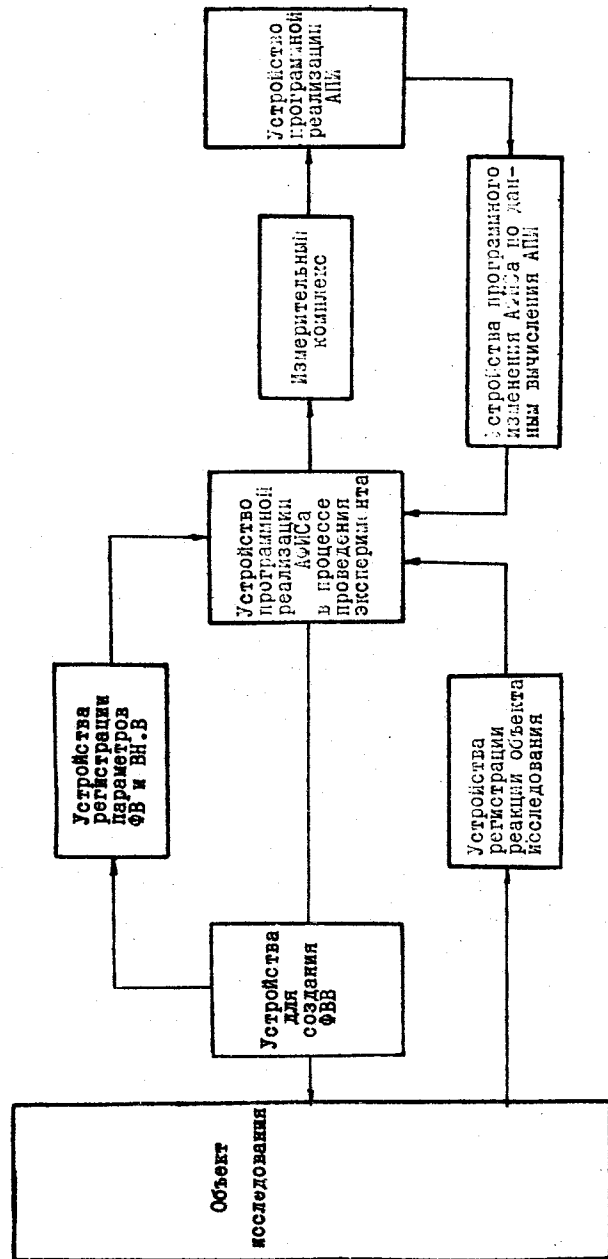 Объект
исследования
Устройства
для
создания
ФВВ
Устройства
регистрации
параметров
ФВ и ВН.В
Устройства
регистрации
реакции объекта
исследования
Устройство
программной
реализации
АФИСа
в процессе
проведения
эксперимента
Измерительный
комплекс
Устройство
програмной
реализации
АПИ
Устройства программного
изменения АФИСа по дан-
ным вычисления АПИ